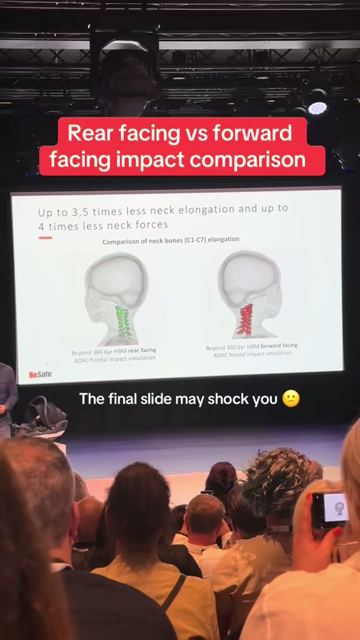 Rear facing vs forward
facing impact comparison
Up to 3,5 times less neck elongation and up to
4 times less neck forces
Comparison of neck bones (C1-C7) elongation
Beyond 360 6yr HBM rear facing
ADAC frontal impact simulation
Beyond 360 6yr HBM forward facing
ADAC frontal impact simulation
BeSafe
The final slide may shock you 😕